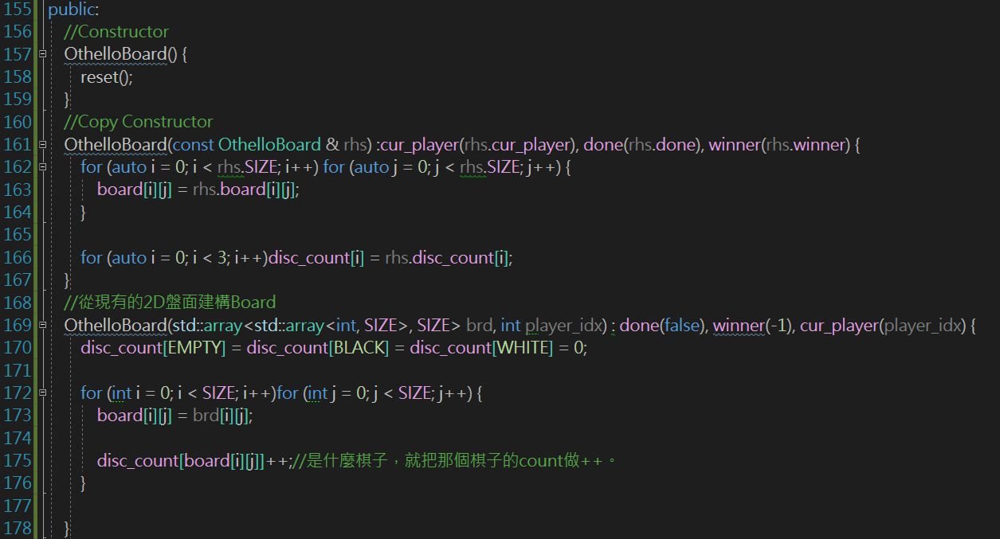 155 public:
156 //Constructor
157 OthelloBoard() {
158 reset();
159 }
160 //Copy Constructor
161 OthelloBoard(const OthelloBoard & rhs) :cur_player(rhs.cur_player), done(rhs.done), winner(rhs.winner) {
162 for (auto i = 0; i < rhs.SIZE; i++) for (auto j = 0; j < rhs.SIZE; j++) {
163 board[i][j] = rhs.board[i][j];
164 }
165
166 for (auto i = 0; i < 3; i++)disc_count[i] = rhs.disc_count[i];
167 }
168 //從現有的2D盤面建構Board
169 OthelloBoard(std::array<std::array<int, SIZE>, SIZE> brd, int player_idx) : done(false), winner(-1), cur_player(player_idx) {
170 disc_count[EMPTY] = disc_count[BLACK] = disc_count[WHITE] = 0;
171
172 for (int i = 0; i < SIZE; i++)for (int j = 0; j < SIZE; j++) {
173 board[i][j] = brd[i][j];
174
175 disc_count[board[i][j]]++;//是什麼棋子，就把那個棋子的count做++。
176 }
177
178 }